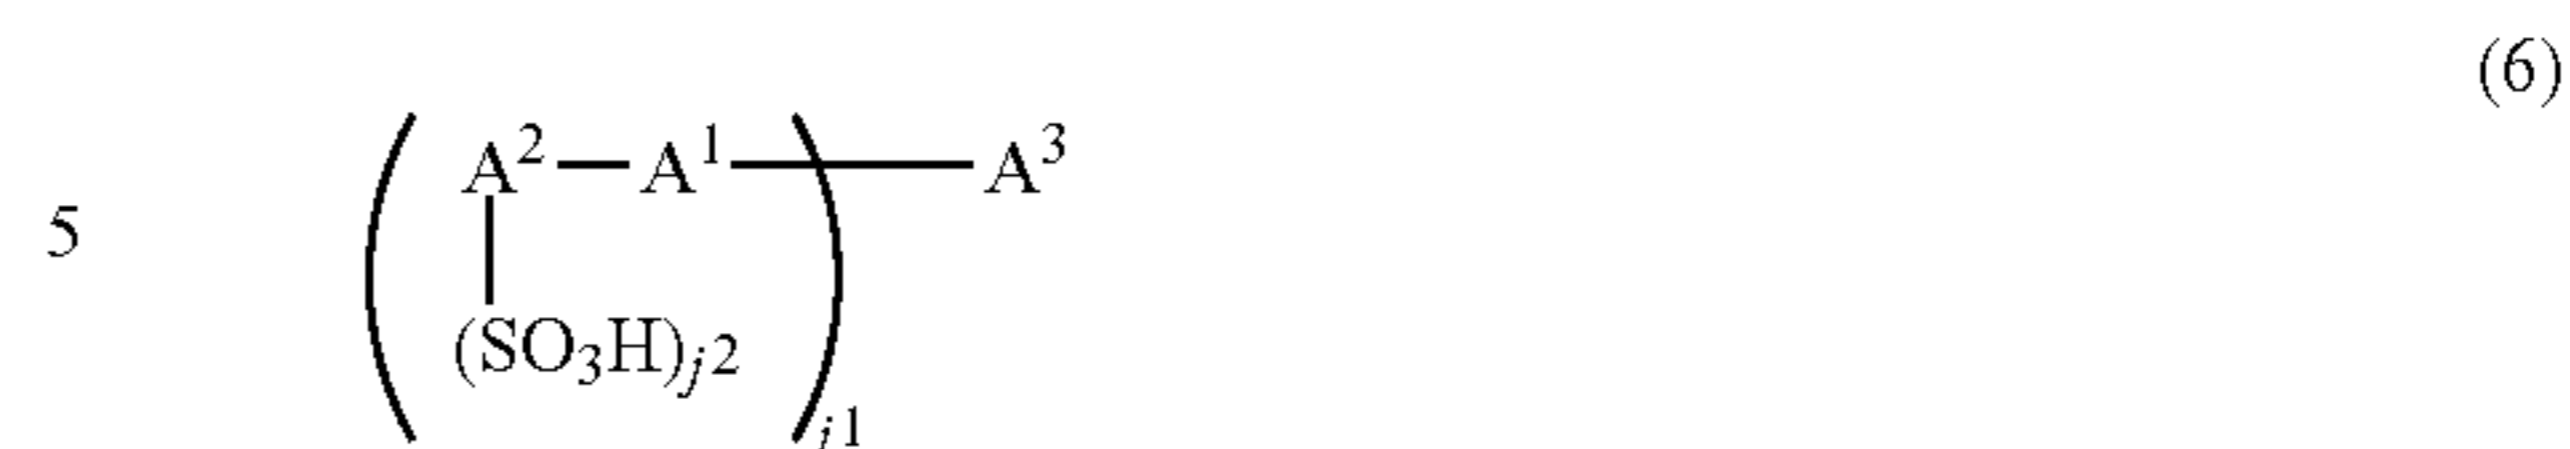 (6)
A² — A¹ — A³
5
(SO₃H)j2
j1